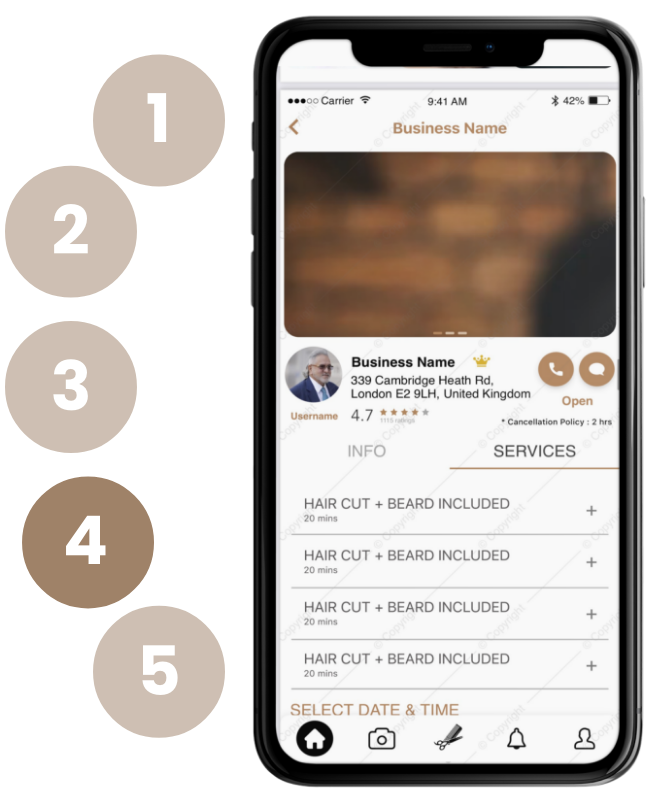 1
2
3
4
5
Carrier 9:41 AM 42%
Business Name
Business Name
339 Cambridge Heath Rd,
London E2 9LH, United Kingdom
Open
Username 4.7 1119 ratings
* Cancellation Policy : 2 hrs
INFO SERVICES
HAIR CUT + BEARD INCLUDED +
20 mins
HAIR CUT + BEARD INCLUDED +
20 mins
HAIR CUT + BEARD INCLUDED +
20 mins
HAIR CUT + BEARD INCLUDED +
20 mins
SELECT DATE & TIME
© Copyright